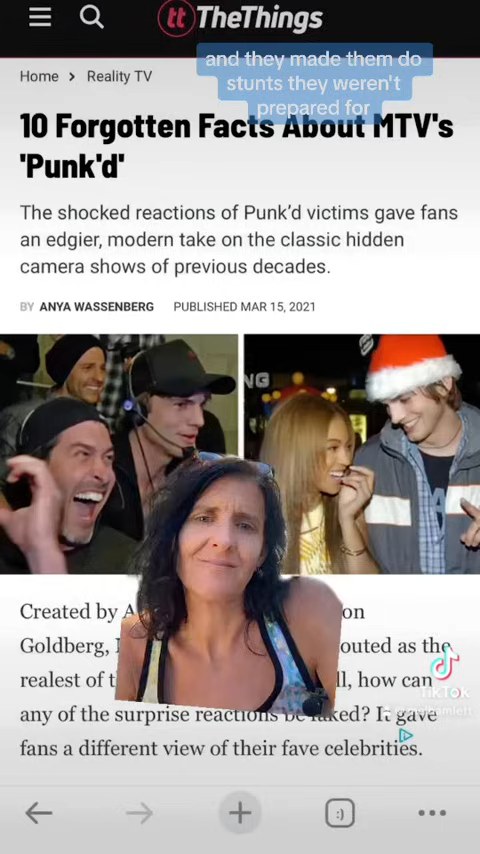 tt TheThings
and they made them do
stunts they weren't
prepared for
Home > Reality TV
10 Forgotten Facts About MTV's
'Punk'd'
The shocked reactions of Punk'd victims gave fans
an edgier, modern take on the classic hidden
camera shows of previous decades.
BY ANYA WASSENBERG PUBLISHED MAR 15, 2021
NG
Created by A on
Goldberg, outed as the
realest of t ll, how can
any of the surprise reactions be faked? It gave
fans a different view of their fave celebrities.
TikTok
:)